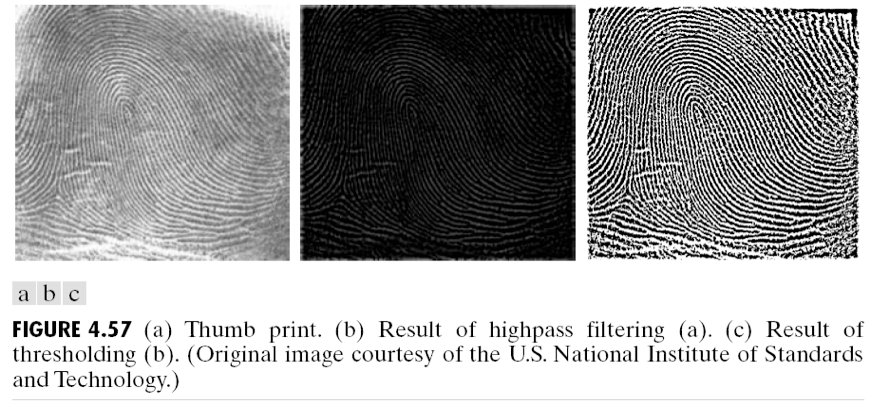 a b c
FIGURE 4.57 (a) Thumb print. (b) Result of highpass filtering (a). (c) Result of
thresholding (b). (Original image courtesy of the U.S. National Institute of Standards
and Technology.)